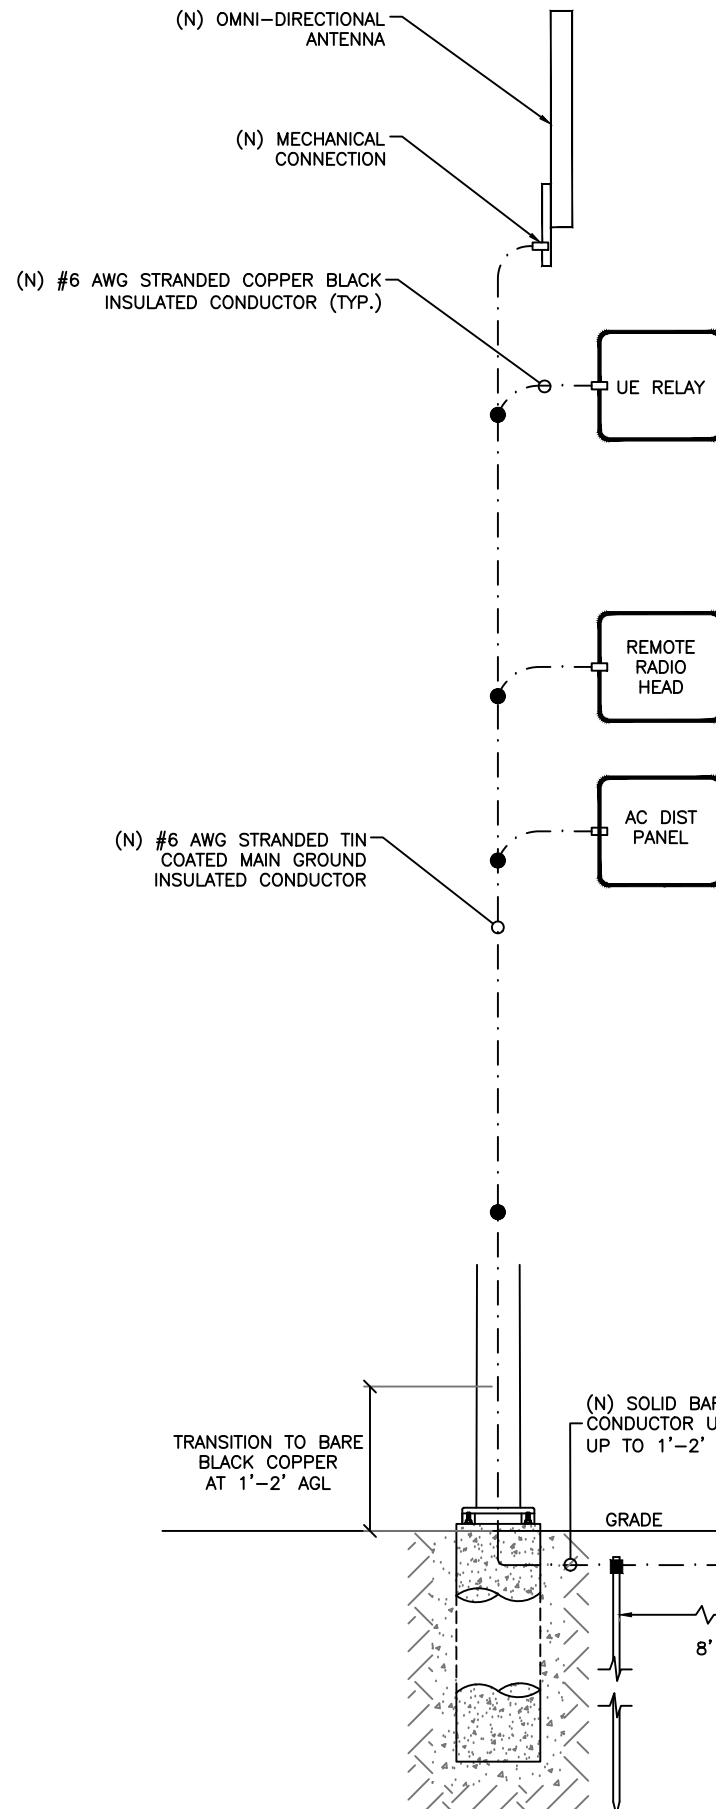 (N) OMNI-DIRECTIONAL
ANTENNA
(N) MECHANICAL
CONNECTION
(N) #6 AWG STRANDED COPPER BLACK
INSULATED CONDUCTOR (TYP.)
UE RELAY
REMOTE
RADIO
HEAD
AC DIST
PANEL
(N) #6 AWG STRANDED TIN
COATED MAIN GROUND
INSULATED CONDUCTOR
(N) SOLID
CONDUCTOR
UP TO 1'-2'
TRANSITION TO BARE
BLACK COPPER
AT 1'-2' AGL
GRADE
8'